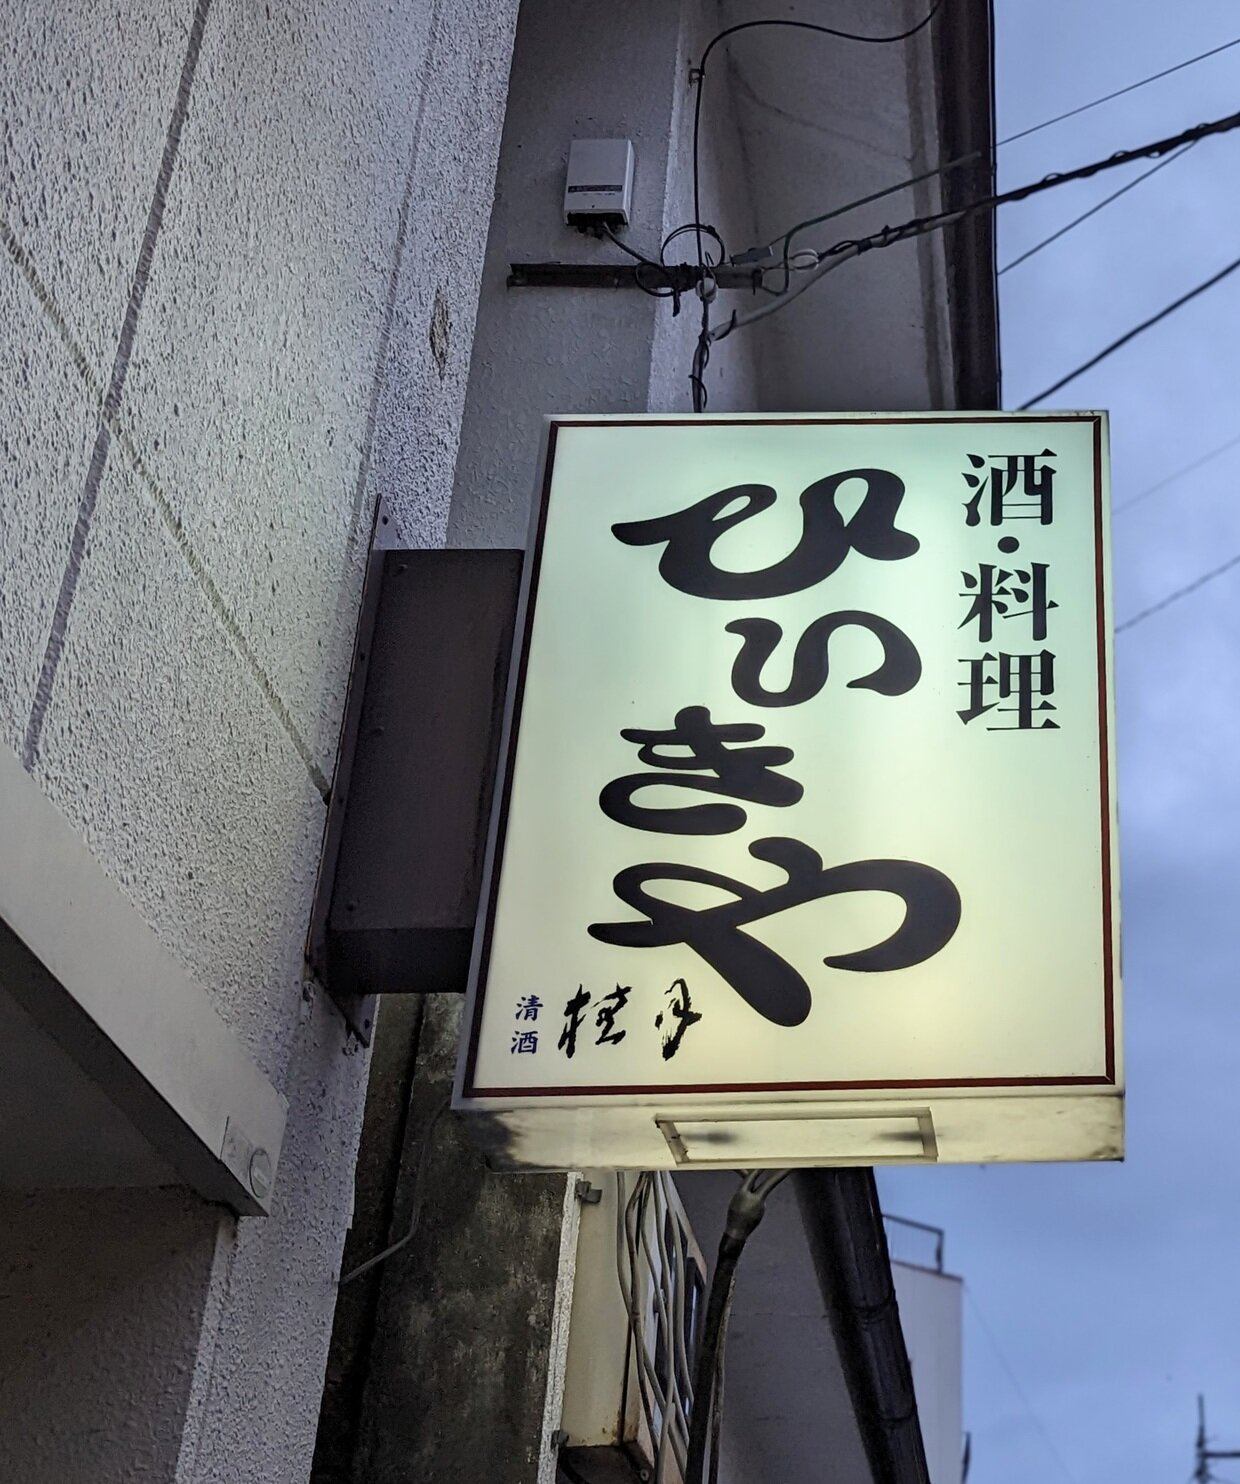 酒・料理
ひいきや
清酒
桂月